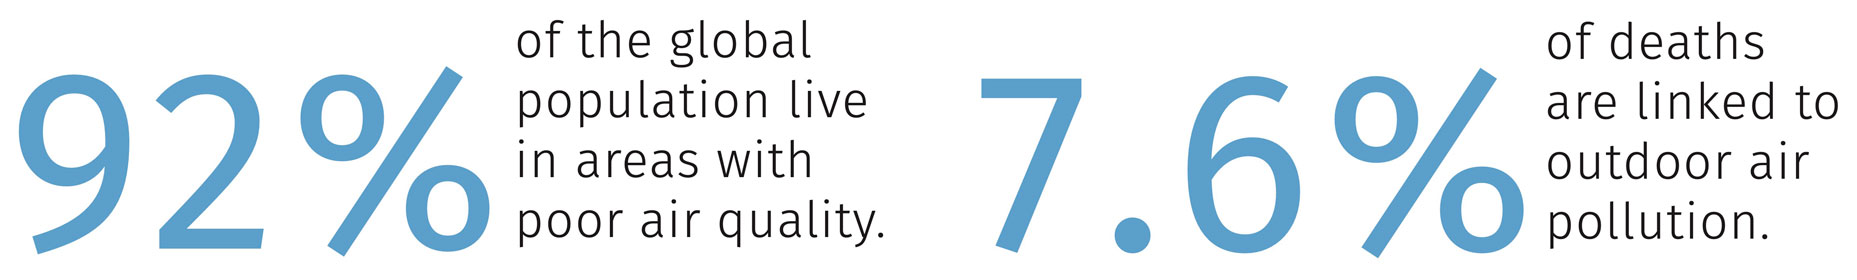 92%
of the global
population live
in areas with
poor air quality.
7.6%
of deaths
are linked to
outdoor air
pollution.